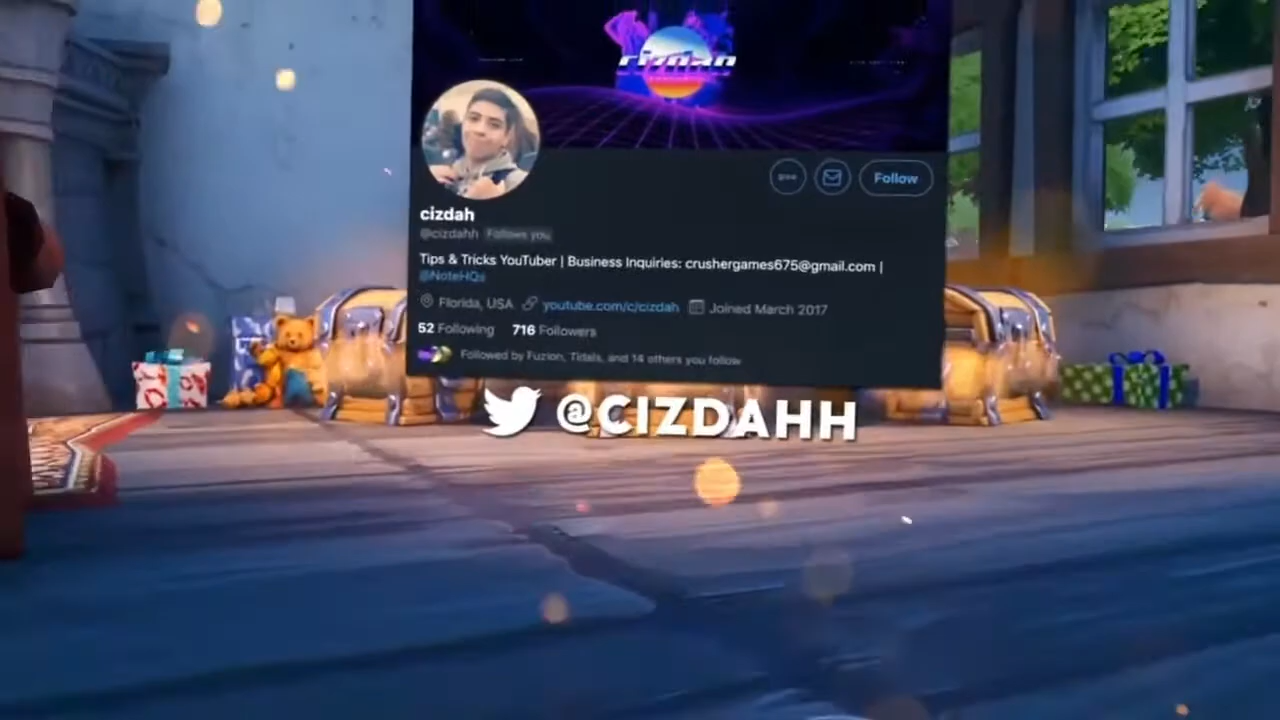 cizdah
Follow
cizdah
@cizdahh Follows you
Tips & Tricks YouTuber | Business Inquiries: crushergames675@gmail.com |
@NoteHQs
Florida, USA youtube.com/c/cizdah Joined March 2017
52 Following 716 Followers
Followed by Fuzion, Tidals, and 14 others you follow
@CIZDAHH